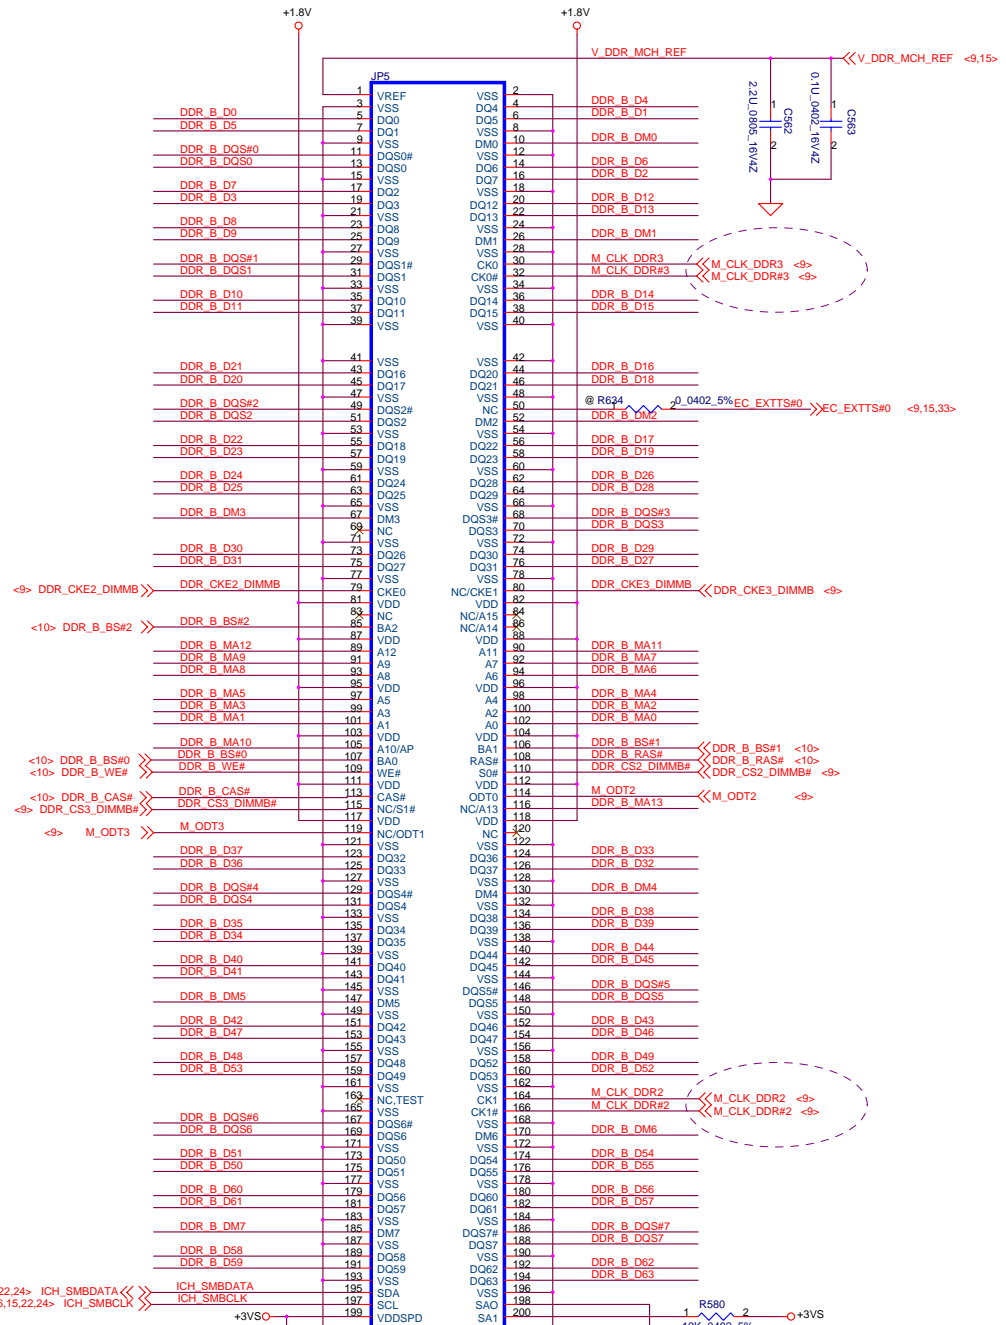 +1.8V +1.8V
V_DDR_MCH_REF V_DDR_MCH_REF <9,15>
JP5
2.2U_0805_16V4Z 1 C562 2
0.1U_0402_16V4Z 1 C563 2
1 VREF VSS 2
3 VSS DQ4 4 DDR_B_D4
DDR_B_D0 5 DQ0 DQ5 6 DDR_B_D1
DDR_B_D5 7 DQ1 VSS 8
9 VSS DM0 10 DDR_B_DM0
DDR_B_DQS#0 11 DQS0# VSS 12
DDR_B_DQS0 13 DQS0 DQ6 14 DDR_B_D6
15 VSS DQ7 16 DDR_B_D2
DDR_B_D7 17 DQ2 VSS 18
DDR_B_D3 19 DQ3 DQ12 20 DDR_B_D12
21 VSS DQ13 22 DDR_B_D13
DDR_B_D8 23 DQ8 VSS 24
DDR_B_D9 25 DQ9 DM1 26 DDR_B_DM1
27 VSS VSS 28
DDR_B_DQS#1 29 DQS1# CK0 30 M_CLK_DDR3 M_CLK_DDR3 <9>
DDR_B_DQS1 31 DQS1 CK0# 32 M_CLK_DDR#3 M_CLK_DDR#3 <9>
33 VSS VSS 34
DDR_B_D10 35 DQ10 DQ14 36 DDR_B_D14
DDR_B_D11 37 DQ11 DQ15 38 DDR_B_D15
39 VSS VSS 40
41 VSS VSS 42
DDR_B_D21 43 DQ16 DQ20 44 DDR_B_D16
DDR_B_D20 45 DQ17 DQ21 46 DDR_B_D18
47 VSS VSS 48
DDR_B_DQS#2 49 DQS2# NC 50 @ R634 1 2 0_0402_5% EC_EXTTS#0 EC_EXTTS#0 <9,15,33>
DDR_B_DQS2 51 DQS2 DM2 52 DDR_B_DM2
53 VSS VSS 54
DDR_B_D22 55 DQ18 DQ22 56 DDR_B_D17
DDR_B_D23 57 DQ19 DQ23 58 DDR_B_D19
59 VSS VSS 60
DDR_B_D24 61 DQ24 DQ28 62 DDR_B_D26
DDR_B_D25 63 DQ25 DQ29 64 DDR_B_D28
65 VSS VSS 66
DDR_B_DM3 67 DM3 DQS3# 68 DDR_B_DQS#3
69 NC DQS3 70 DDR_B_DQS3
71 VSS VSS 72
DDR_B_D30 73 DQ26 DQ30 74 DDR_B_D29
DDR_B_D31 75 DQ27 DQ31 76 DDR_B_D27
77 VSS VSS 78
<9> DDR_CKE2_DIMMB DDR_CKE2_DIMMB 79 CKE0 NC/CKE1 80 DDR_CKE3_DIMMB DDR_CKE3_DIMMB <9>
81 VDD VDD 82
83 NC NC/A15 84
<10> DDR_B_BS#2 DDR_B_BS#2 85 BA2 NC/A14 86
87 VDD VDD 88
DDR_B_MA12 89 A12 A11 90 DDR_B_MA11
DDR_B_MA9 91 A9 A7 92 DDR_B_MA7
DDR_B_MA8 93 A8 A6 94 DDR_B_MA6
95 VDD VDD 96
DDR_B_MA5 97 A5 A4 98 DDR_B_MA4
DDR_B_MA3 99 A3 A2 100 DDR_B_MA2
DDR_B_MA1 101 A1 A0 102 DDR_B_MA0
103 VDD VDD 104
DDR_B_MA10 105 A10/AP BA1 106 DDR_B_BS#1 DDR_B_BS#1 <10>
<10> DDR_B_BS#0 DDR_B_BS#0 107 BA0 RAS# 108 DDR_B_RAS# DDR_B_RAS# <10>
<10> DDR_B_WE# DDR_B_WE# 109 WE# S0# 110 DDR_CS2_DIMMB# DDR_CS2_DIMMB# <9>
111 VDD VDD 112
<10> DDR_B_CAS# DDR_B_CAS# 113 CAS# ODT0 114 M_ODT2 M_ODT2 <9>
<9> DDR_CS3_DIMMB# DDR_CS3_DIMMB# 115 NC/S1# NC/A13 116 DDR_B_MA13
117 VDD VDD 118
<9> M_ODT3 M_ODT3 119 NC/ODT1 NC 120
121 VSS VSS 122
DDR_B_D37 123 DQ32 DQ36 124 DDR_B_D33
DDR_B_D36 125 DQ33 DQ37 126 DDR_B_D32
127 VSS VSS 128
DDR_B_DQS#4 129 DQS4# DM4 130 DDR_B_DM4
DDR_B_DQS4 131 DQS4 VSS 132
133 VSS DQ38 134 DDR_B_D38
DDR_B_D35 135 DQ34 DQ39 136 DDR_B_D39
DDR_B_D34 137 DQ35 VSS 138
139 VSS DQ44 140 DDR_B_D44
DDR_B_D40 141 DQ40 DQ45 142 DDR_B_D45
DDR_B_D41 143 DQ41 VSS 144
145 VSS DQS5# 146 DDR_B_DQS#5
DDR_B_DM5 147 DM5 DQS5 148 DDR_B_DQS5
149 VSS VSS 150
DDR_B_D42 151 DQ42 DQ46 152 DDR_B_D43
DDR_B_D47 153 DQ43 DQ47 154 DDR_B_D46
155 VSS VSS 156
DDR_B_D48 157 DQ48 DQ52 158 DDR_B_D49
DDR_B_D53 159 DQ49 DQ53 160 DDR_B_D52
161 VSS VSS 162
163 NC,TEST CK1 164 M_CLK_DDR2 M_CLK_DDR2 <9>
165 VSS CK1# 166 M_CLK_DDR#2 M_CLK_DDR#2 <9>
DDR_B_DQS#6 167 DQS6# VSS 168
DDR_B_DQS6 169 DQS6 DM6 170 DDR_B_DM6
171 VSS VSS 172
DDR_B_D51 173 DQ50 DQ54 174 DDR_B_D54
DDR_B_D50 175 DQ51 DQ55 176 DDR_B_D55
177 VSS VSS 178
DDR_B_D60 179 DQ56 DQ60 180 DDR_B_D56
DDR_B_D61 181 DQ57 DQ61 182 DDR_B_D57
183 VSS VSS 184
DDR_B_DM7 185 DM7 DQS7# 186 DDR_B_DQS#7
187 VSS DQS7 188 DDR_B_DQS7
DDR_B_D58 189 DQ58 VSS 190
DDR_B_D59 191 DQ59 DQ62 192 DDR_B_D62
193 VSS DQ63 194 DDR_B_D63
22,24> ICH_SMBDATA ICH_SMBDATA 195 SDA VSS 196
6,15,22,24> ICH_SMBCLK ICH_SMBCLK 197 SCL SAO 198
+3VS 199 VDDSPD SA1 200 1 R580 2 +3VS